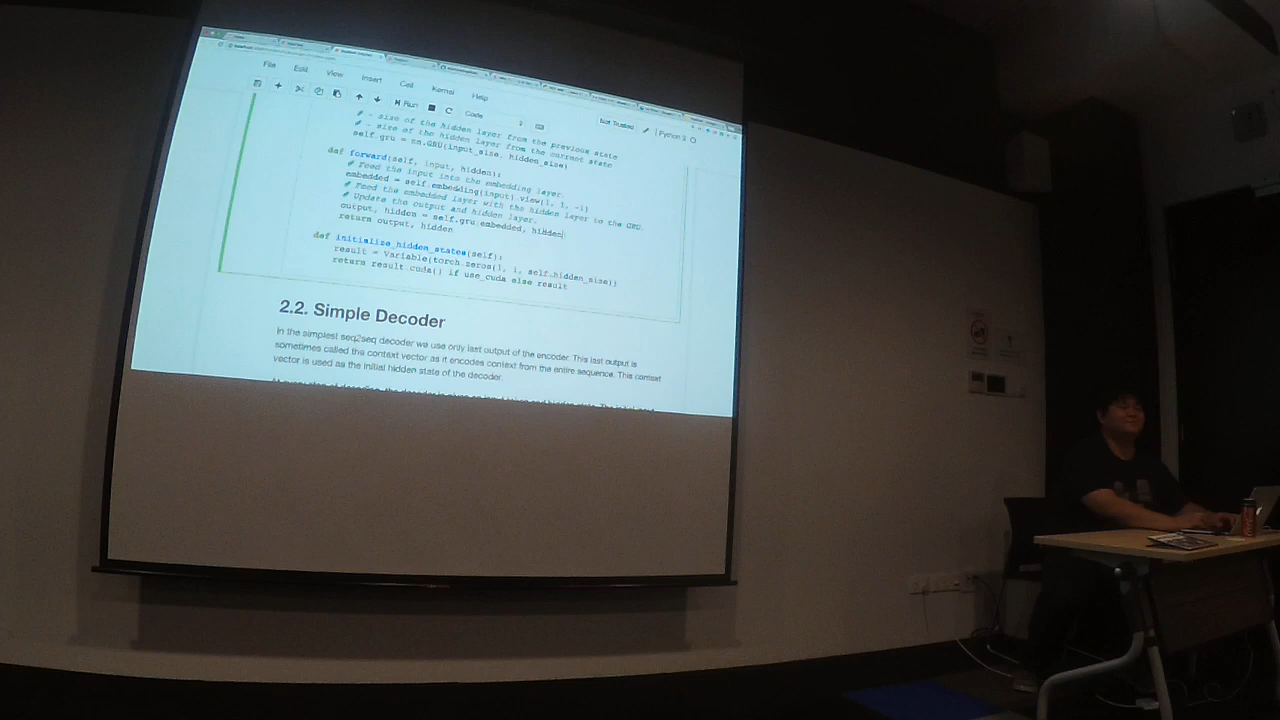 File Edit View Insert Cell Kernel Help
Run Code Not Trusted Python 3
# - size of the hidden layer from the previous state
# - size of the hidden layer from the current state
self.gru = nn.GRU(input_size, hidden_size)
def forward(self, input, hidden):
# Feed the input into the embedding layer.
embedded = self.embedding(input).view(1, 1, -1)
# Feed the embedded layer with the hidden layer to the GRU.
# Update the output and hidden layer.
output, hidden = self.gru(embedded, hidden)
return output, hidden
def initialize_hidden_states(self):
result = Variable(torch.zeros(1, 1, self.hidden_size))
return result.cuda() if use_cuda else result
2.2. Simple Decoder
In the simplest seq2seq decoder we use only last output of the encoder. This last output is
sometimes called the context vector as it encodes context from the entire sequence. This context
vector is used as the initial hidden state of the decoder.